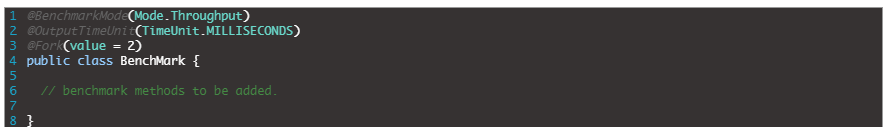 1 @BenchmarkMode(Mode.Throughput)
2 @OutputTimeUnit(TimeUnit.MILLISECONDS)
3 @Fork(value = 2)
4 public class BenchMark {
5
6   // benchmark methods to be added.
7
8 }